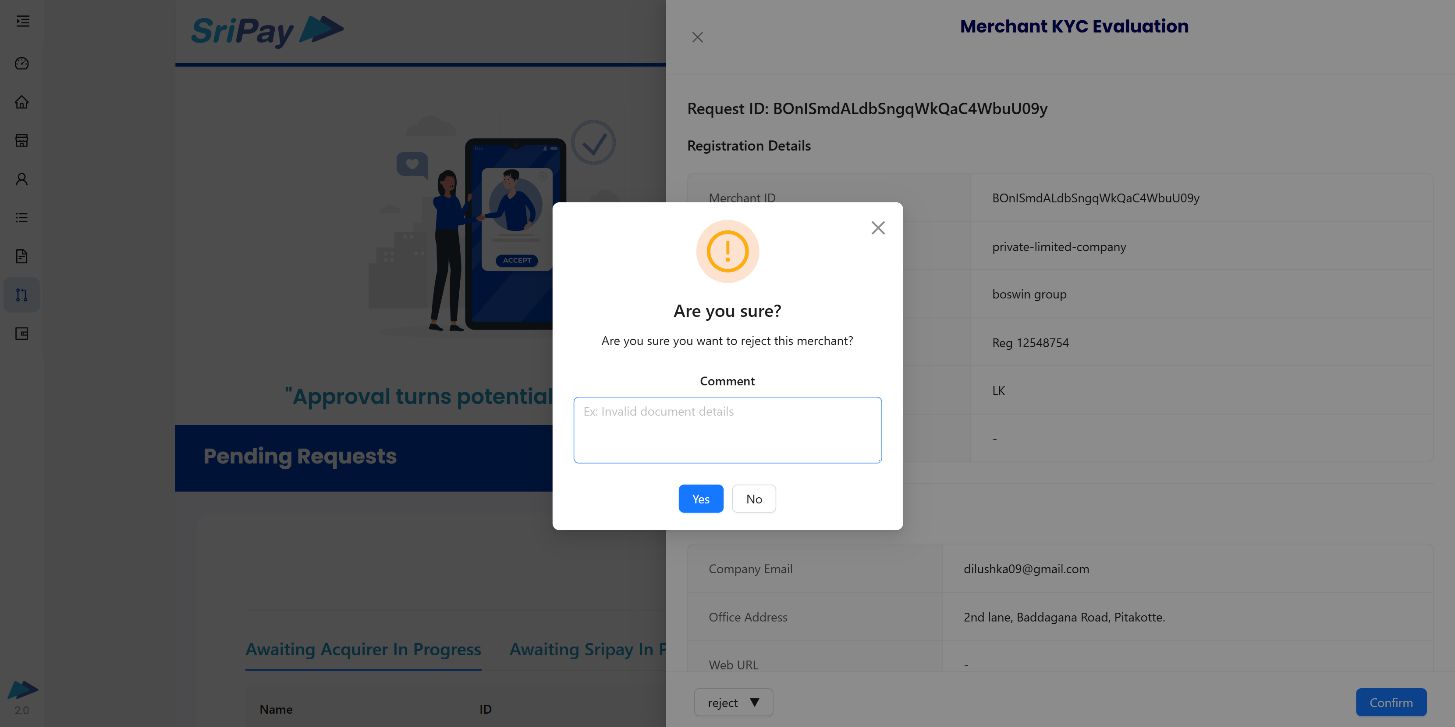 SriPay
Merchant KYC Evaluation
Request ID: BOnISmdALdbSngqWkQaC4WbuU09y
Registration Details
Merchant ID
BOnISmdALdbSngqWkQaC4WbuU09y
private-limited-company
boswin group
Reg 12548754
LK
-
ACCEPT
"Approval turns potential
Pending Requests
Are you sure?
Are you sure you want to reject this merchant?
Comment
Ex: Invalid document details
Yes
No
Company Email
dilushka09@gmail.com
Office Address
2nd lane, Baddagana Road, Pitakotte.
Web URL
-
Awaiting Acquirer In Progress
Awaiting Sripay In P
Name
ID
reject ▼
Confirm
2.0